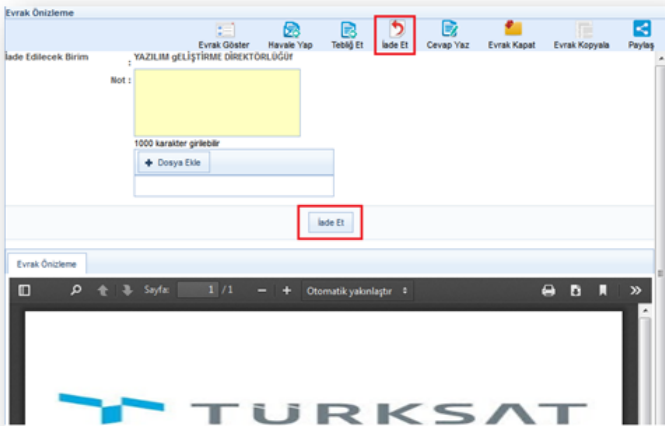 Evrak Önizleme
Evrak Göster Havale Yap Tebliğ Et İade Et Cevap Yaz Evrak Kapat Evrak Kopyala Paylaş
İade Edilecek Birim : YAZILIM gELİŞTİRME DİREKTÖRLÜĞÜf
Not :
1000 karakter girilebilir
+ Dosya Ekle
İade Et
Evrak Önizleme
Sayfa: 1 / 1 − + Otomatik yakınlaştır
TÜRKSAT